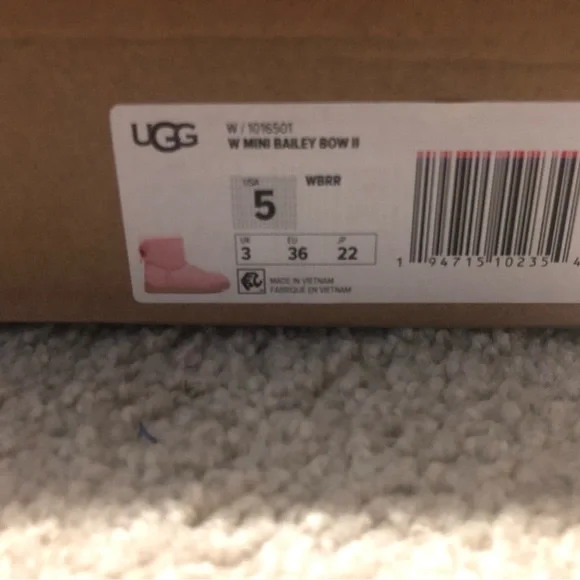 UGG
W / 1016501
W MINI BAILEY BOW II
USA
5
WBRR
UK EU JP
3 36 22
MADE IN VIETNAM
FABRIQUÉ EN VIETNAM
1 94715 10235 4